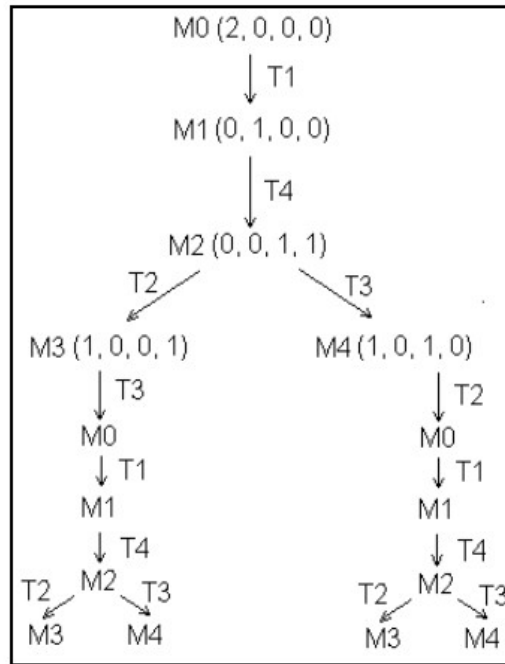 M0 (2, 0, 0, 0)
T1
M1 (0, 1, 0, 0)
T4
M2 (0, 0, 1, 1)
T2 T3
M3 (1, 0, 0, 1) M4 (1, 0, 1, 0)
T3 T2
M0 M0
T1 T1
M1 M1
T4 T4
T2 M2 T3 T2 M2 T3
M3 M4 M3 M4